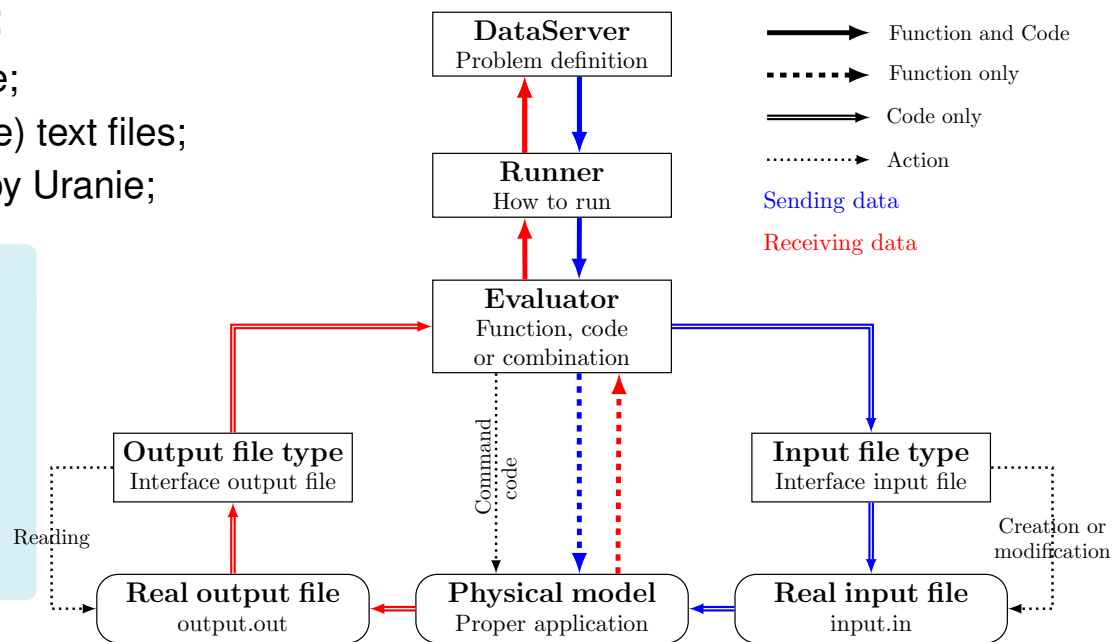 e;
e) text files;
by Uranie;
DataServer
Problem definition
Runner
How to run
Evaluator
Function, code
or combination
Function and Code
Function only
Code only
Action
Sending data
Receiving data
Output file type
Interface output file
Command
code
Input file type
Interface input file
Reading
Creation or
modification
Real output file
output.out
Physical model
Proper application
Real input file
input.in